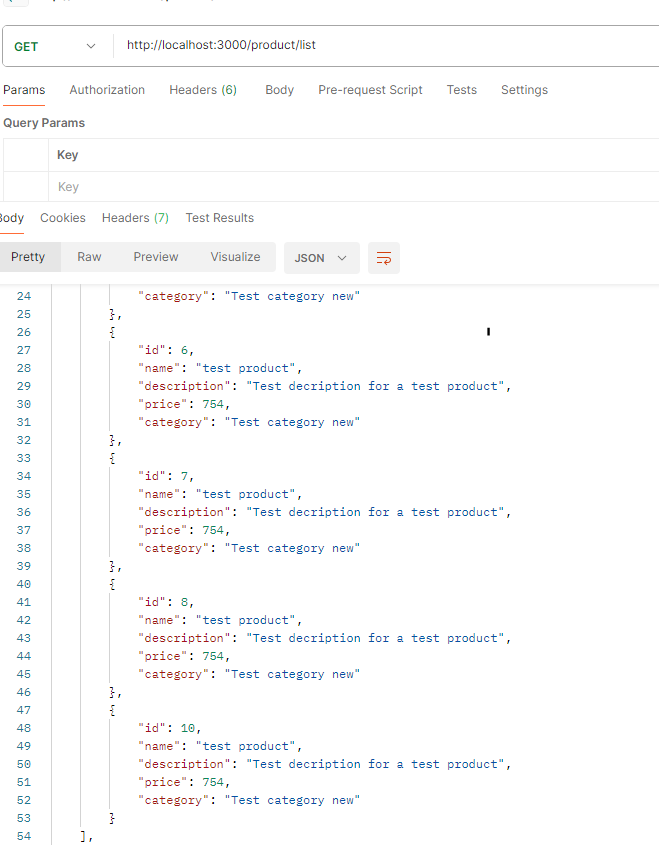 GET http://localhost:3000/product/list
Params Authorization Headers (6) Body Pre-request Script Tests Settings
Query Params
Key
Key
Body Cookies Headers (7) Test Results
Pretty Raw Preview Visualize JSON
24 "category": "Test category new"
25 },
26 {
27 "id": 6,
28 "name": "test product",
29 "description": "Test decription for a test product",
30 "price": 754,
31 "category": "Test category new"
32 },
33 {
34 "id": 7,
35 "name": "test product",
36 "description": "Test decription for a test product",
37 "price": 754,
38 "category": "Test category new"
39 },
40 {
41 "id": 8,
42 "name": "test product",
43 "description": "Test decription for a test product",
44 "price": 754,
45 "category": "Test category new"
46 },
47 {
48 "id": 10,
49 "name": "test product",
50 "description": "Test decription for a test product",
51 "price": 754,
52 "category": "Test category new"
53 }
54 ],